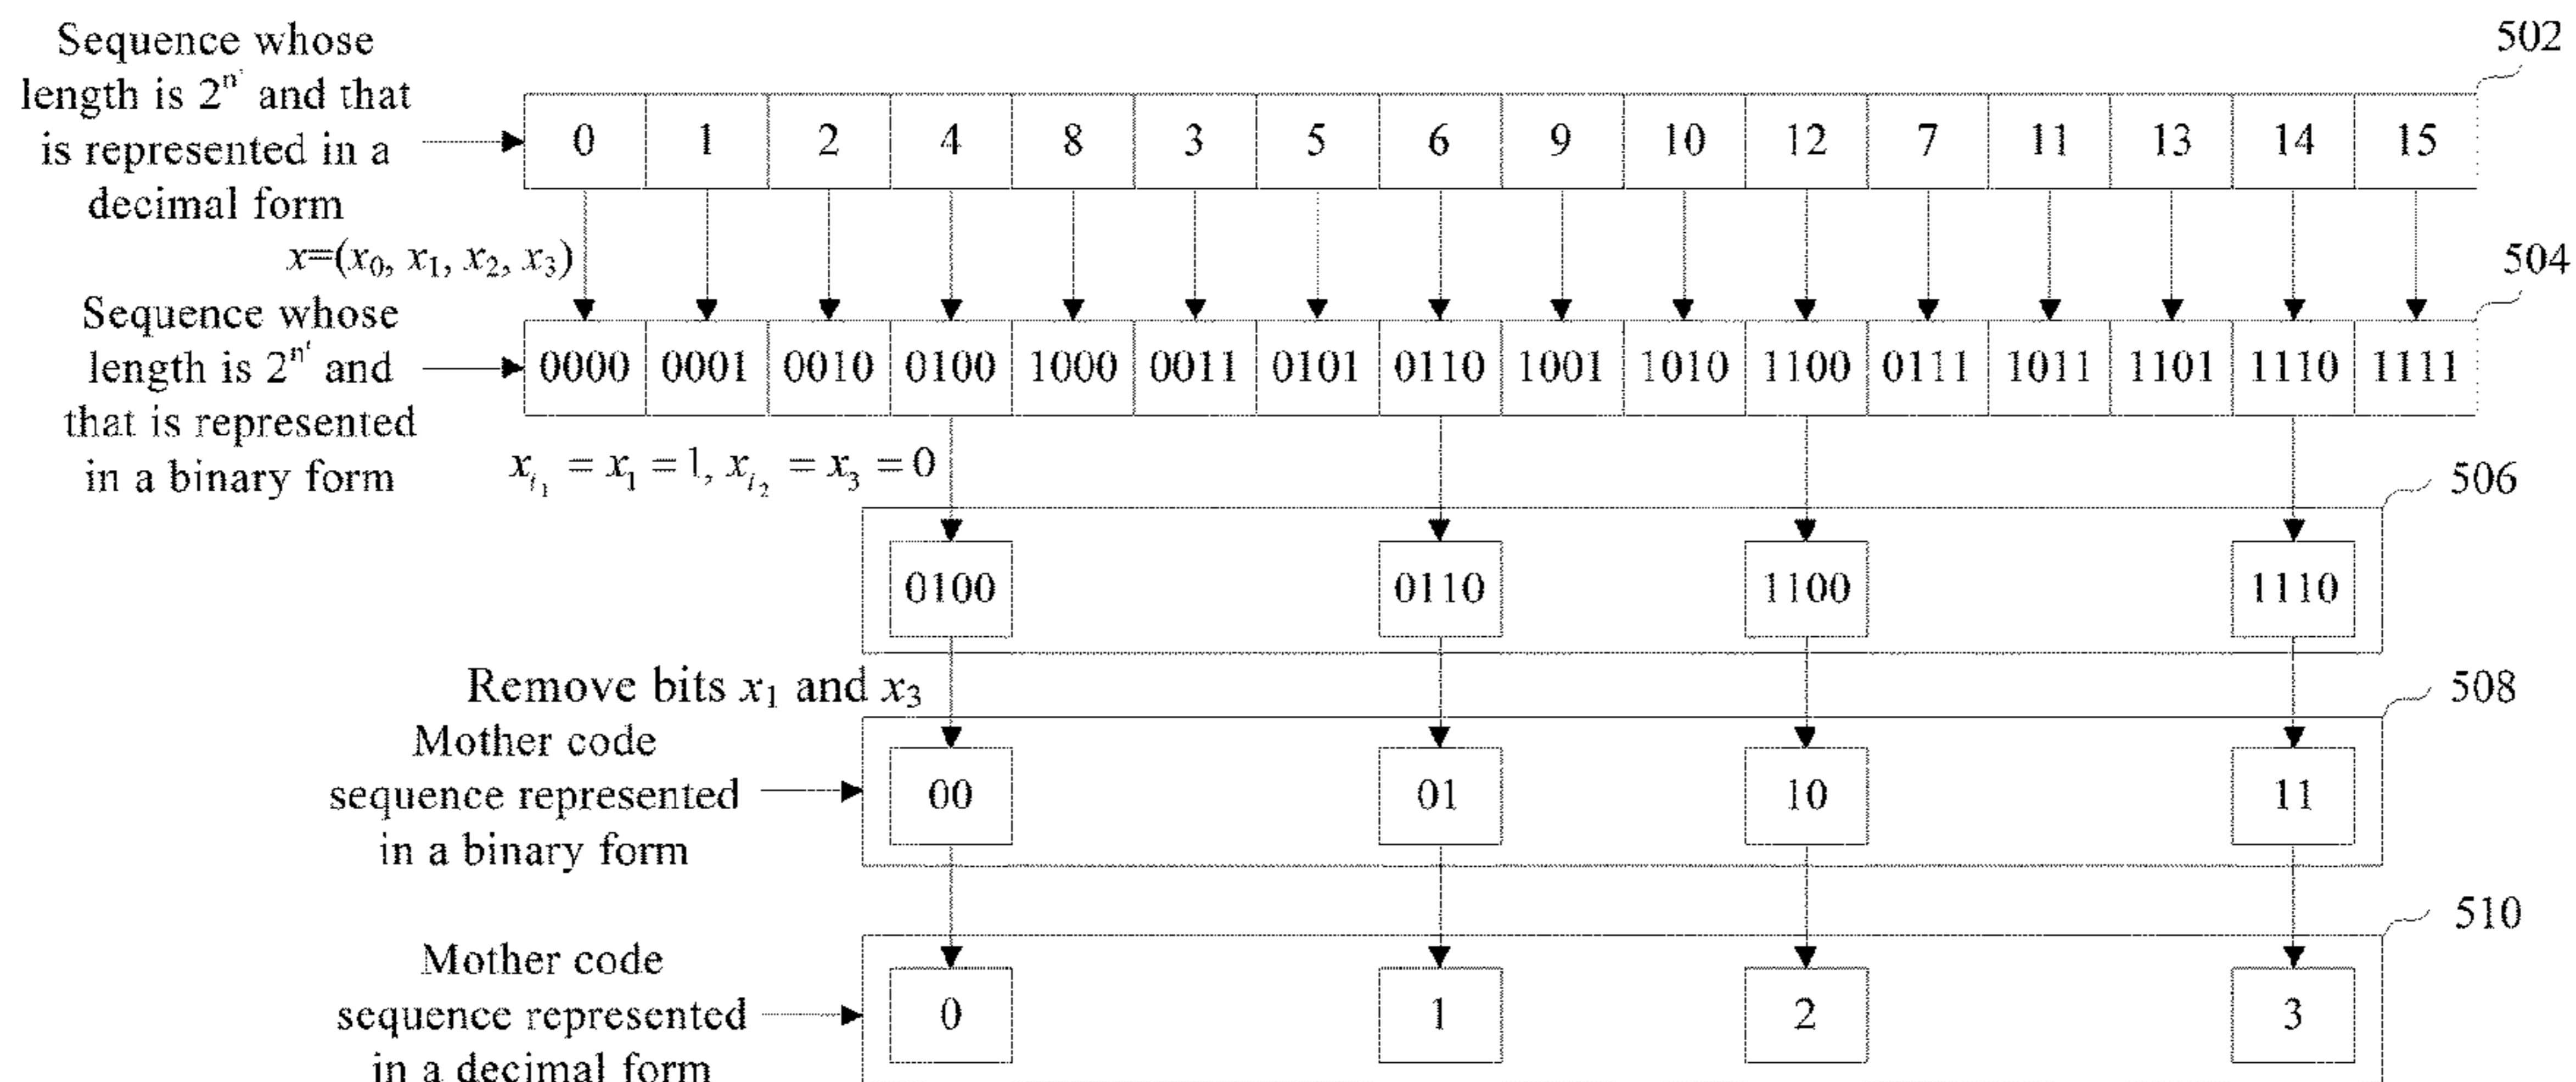 502
Sequence whose
length is 2^n' and that
is represented in a
decimal form
0 1 2 4 8 3 5 6 9 10 12 7 11 13 14 15
x=(x0, x1, x2, x3)
504
Sequence whose
length is 2^n' and
that is represented
in a binary form
0000 0001 0010 0100 1000 0011 0101 0110 1001 1010 1100 0111 1011 1101 1110 1111
x_i1 = x1 = 1, x_i2 = x3 = 0
506
0100 0110 1100 1110
Remove bits x1 and x3
508
Mother code
sequence represented
in a binary form
00 01 10 11
510
Mother code
sequence represented
in a decimal form
0 1 2 3